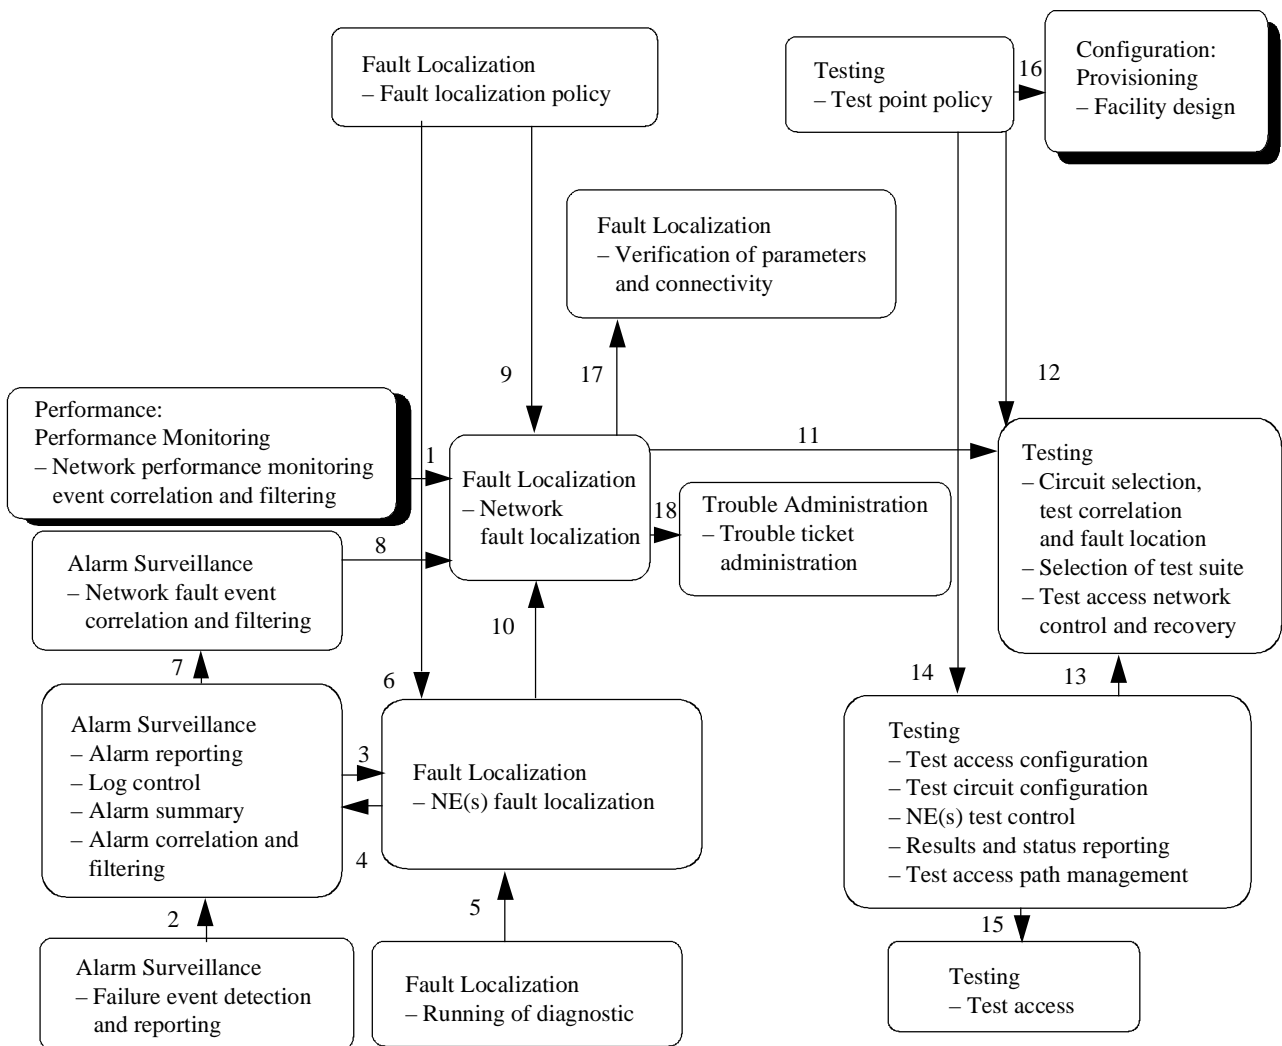 Fault Localization
– Fault localization policy
Testing
– Test point policy
16
Configuration:
Provisioning
– Facility design
Fault Localization
– Verification of parameters
and connectivity
9
17
12
Performance:
Performance Monitoring
– Network performance monitoring
event correlation and filtering
1
Fault Localization
– Network
fault localization
11
18
Trouble Administration
– Trouble ticket
administration
Testing
– Circuit selection,
test correlation
and fault location
– Selection of test suite
– Test access network
control and recovery
8
Alarm Surveillance
– Network fault event
correlation and filtering
10
7
6
14
13
Alarm Surveillance
– Alarm reporting
– Log control
– Alarm summary
– Alarm correlation and
filtering
3
4
Fault Localization
– NE(s) fault localization
Testing
– Test access configuration
– Test circuit configuration
– NE(s) test control
– Results and status reporting
– Test access path management
2
5
15
Alarm Surveillance
– Failure event detection
and reporting
Fault Localization
– Running of diagnostic
Testing
– Test access